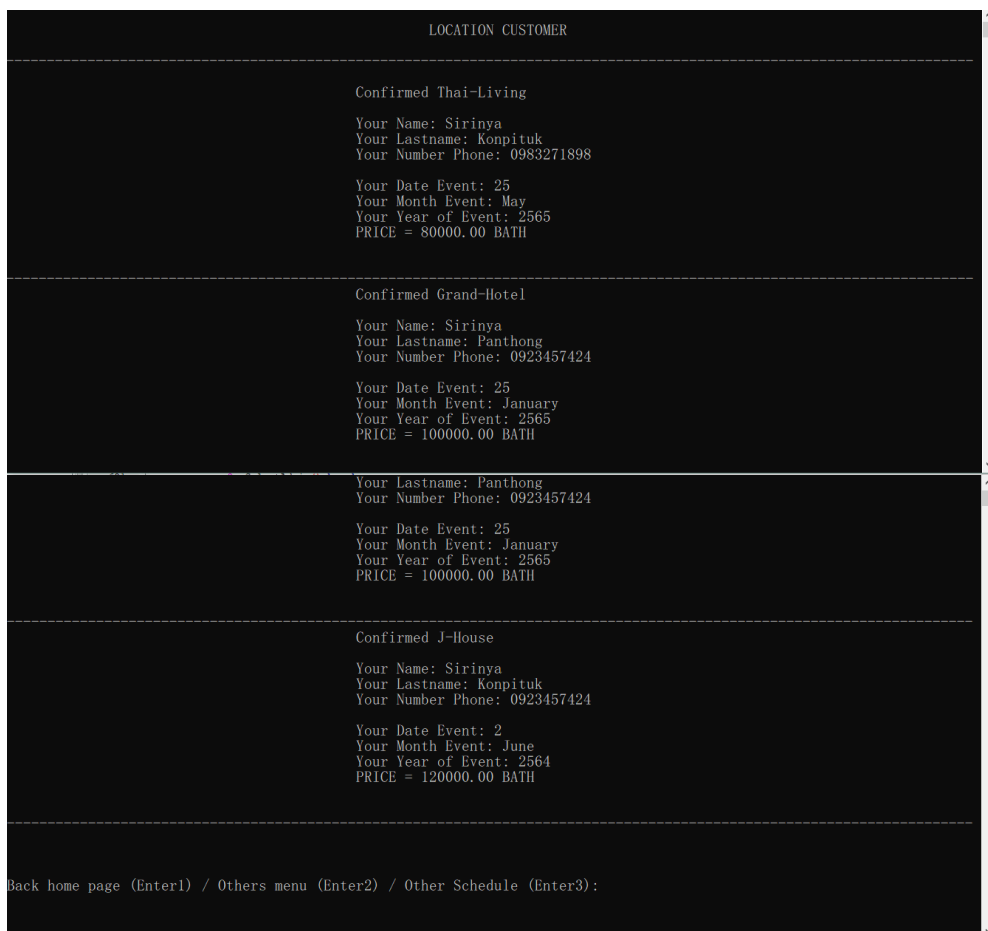 LOCATION CUSTOMER
Confirmed Thai-Living
Your Name: Sirinya
Your Lastname: Konpituk
Your Number Phone: 0983271898
Your Date Event: 25
Your Month Event: May
Your Year of Event: 2565
PRICE = 80000.00 BATH
Confirmed Grand-Hotel
Your Name: Sirinya
Your Lastname: Panthong
Your Number Phone: 0923457424
Your Date Event: 25
Your Month Event: January
Your Year of Event: 2565
PRICE = 100000.00 BATH
Your Lastname: Panthong
Your Number Phone: 0923457424
Your Date Event: 25
Your Month Event: January
Your Year of Event: 2565
PRICE = 100000.00 BATH
Confirmed J-House
Your Name: Sirinya
Your Lastname: Konpituk
Your Number Phone: 0923457424
Your Date Event: 2
Your Month Event: June
Your Year of Event: 2564
PRICE = 120000.00 BATH
Back home page (Enter1) / Others menu (Enter2) / Other Schedule (Enter3):